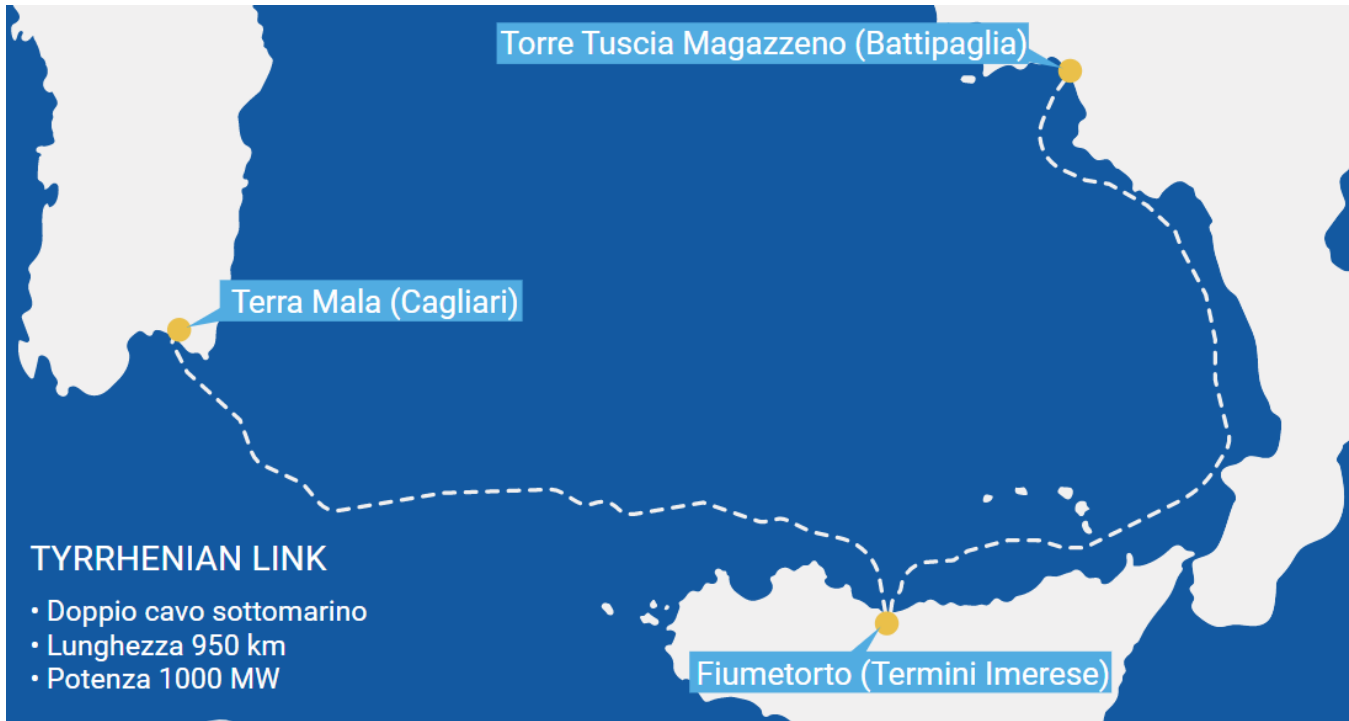 Torre Tuscia Magazzeno (Battipaglia)
Terra Mala (Cagliari)
TYRRHENIAN LINK
• Doppio cavo sottomarino
• Lunghezza 950 km
• Potenza 1000 MW
Fiumetorto (Termini Imerese)